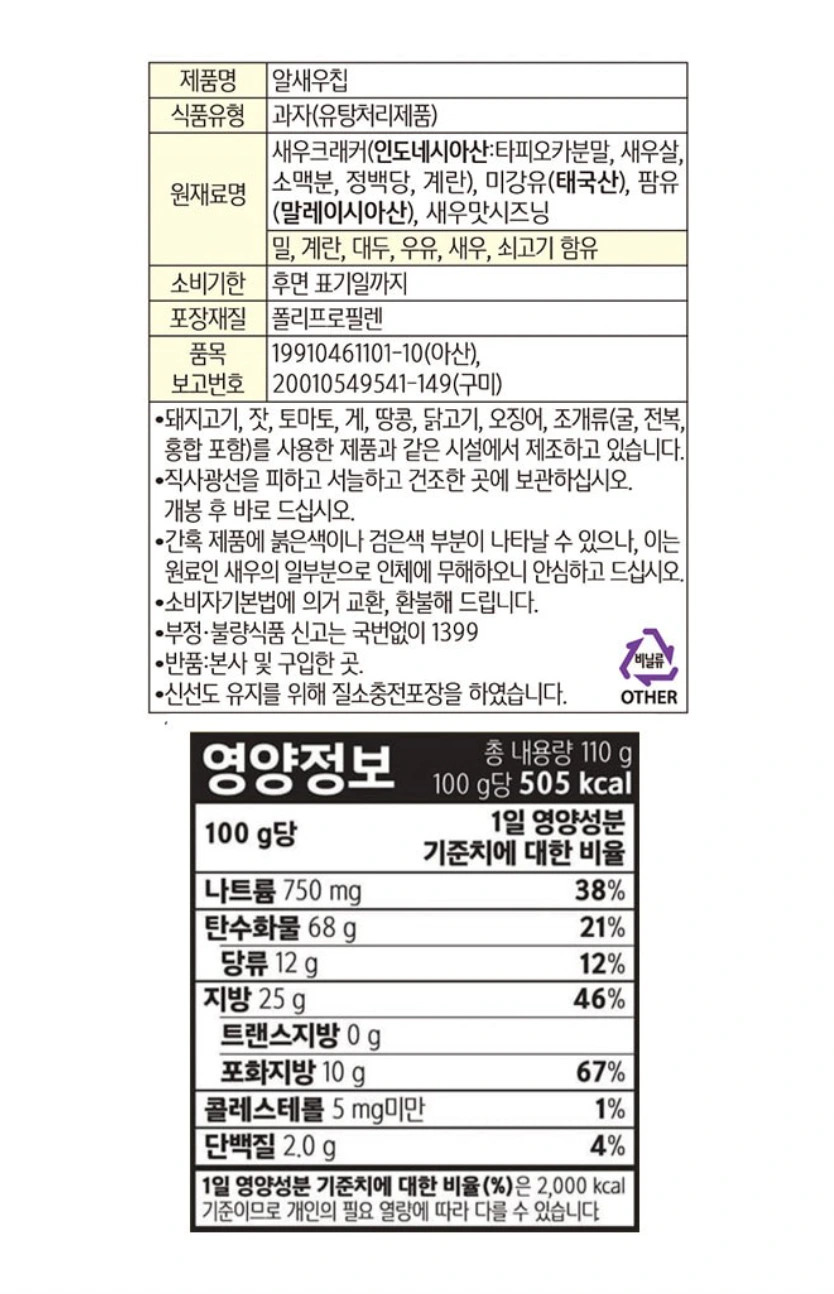 제품명 알새우칩
식품유형 과자(유탕처리제품)
원재료명 새우크래커(인도네시아산:타피오카분말, 새우살,
소맥분, 정백당, 계란), 미강유(태국산), 팜유
(말레이시아산), 새우맛시즈닝
밀, 계란, 대두, 우유, 새우, 쇠고기 함유
소비기한 후면 표기일까지
포장재질 폴리프로필렌
품목 19910461101-10(아산),
보고번호 20010549541-149(구미)
•돼지고기, 잣, 토마토, 게, 땅콩, 닭고기, 오징어, 조개류(굴, 전복,
홍합 포함)를 사용한 제품과 같은 시설에서 제조하고 있습니다.
•직사광선을 피하고 서늘하고 건조한 곳에 보관하십시오.
개봉 후 바로 드십시오.
•간혹 제품에 붉은색이나 검은색 부분이 나타날 수 있으나, 이는
원료인 새우의 일부분으로 인체에 무해하오니 안심하고 드십시오.
•소비자기본법에 의거 교환, 환불해 드립니다.
•부정·불량식품 신고는 국번없이 1399
•반품:본사 및 구입한 곳.
•신선도 유지를 위해 질소충전포장을 하였습니다.
비닐류
OTHER
영양정보 총 내용량 110 g
100 g당 505 kcal
100 g당 1일 영양성분
기준치에 대한 비율
나트륨 750 mg 38%
탄수화물 68 g 21%
당류 12 g 12%
지방 25 g 46%
트랜스지방 0 g
포화지방 10 g 67%
콜레스테롤 5 mg미만 1%
단백질 2.0 g 4%
1일 영양성분 기준치에 대한 비율(%)은 2,000 kcal
기준이므로 개인의 필요 열량에 따라 다를 수 있습니다.